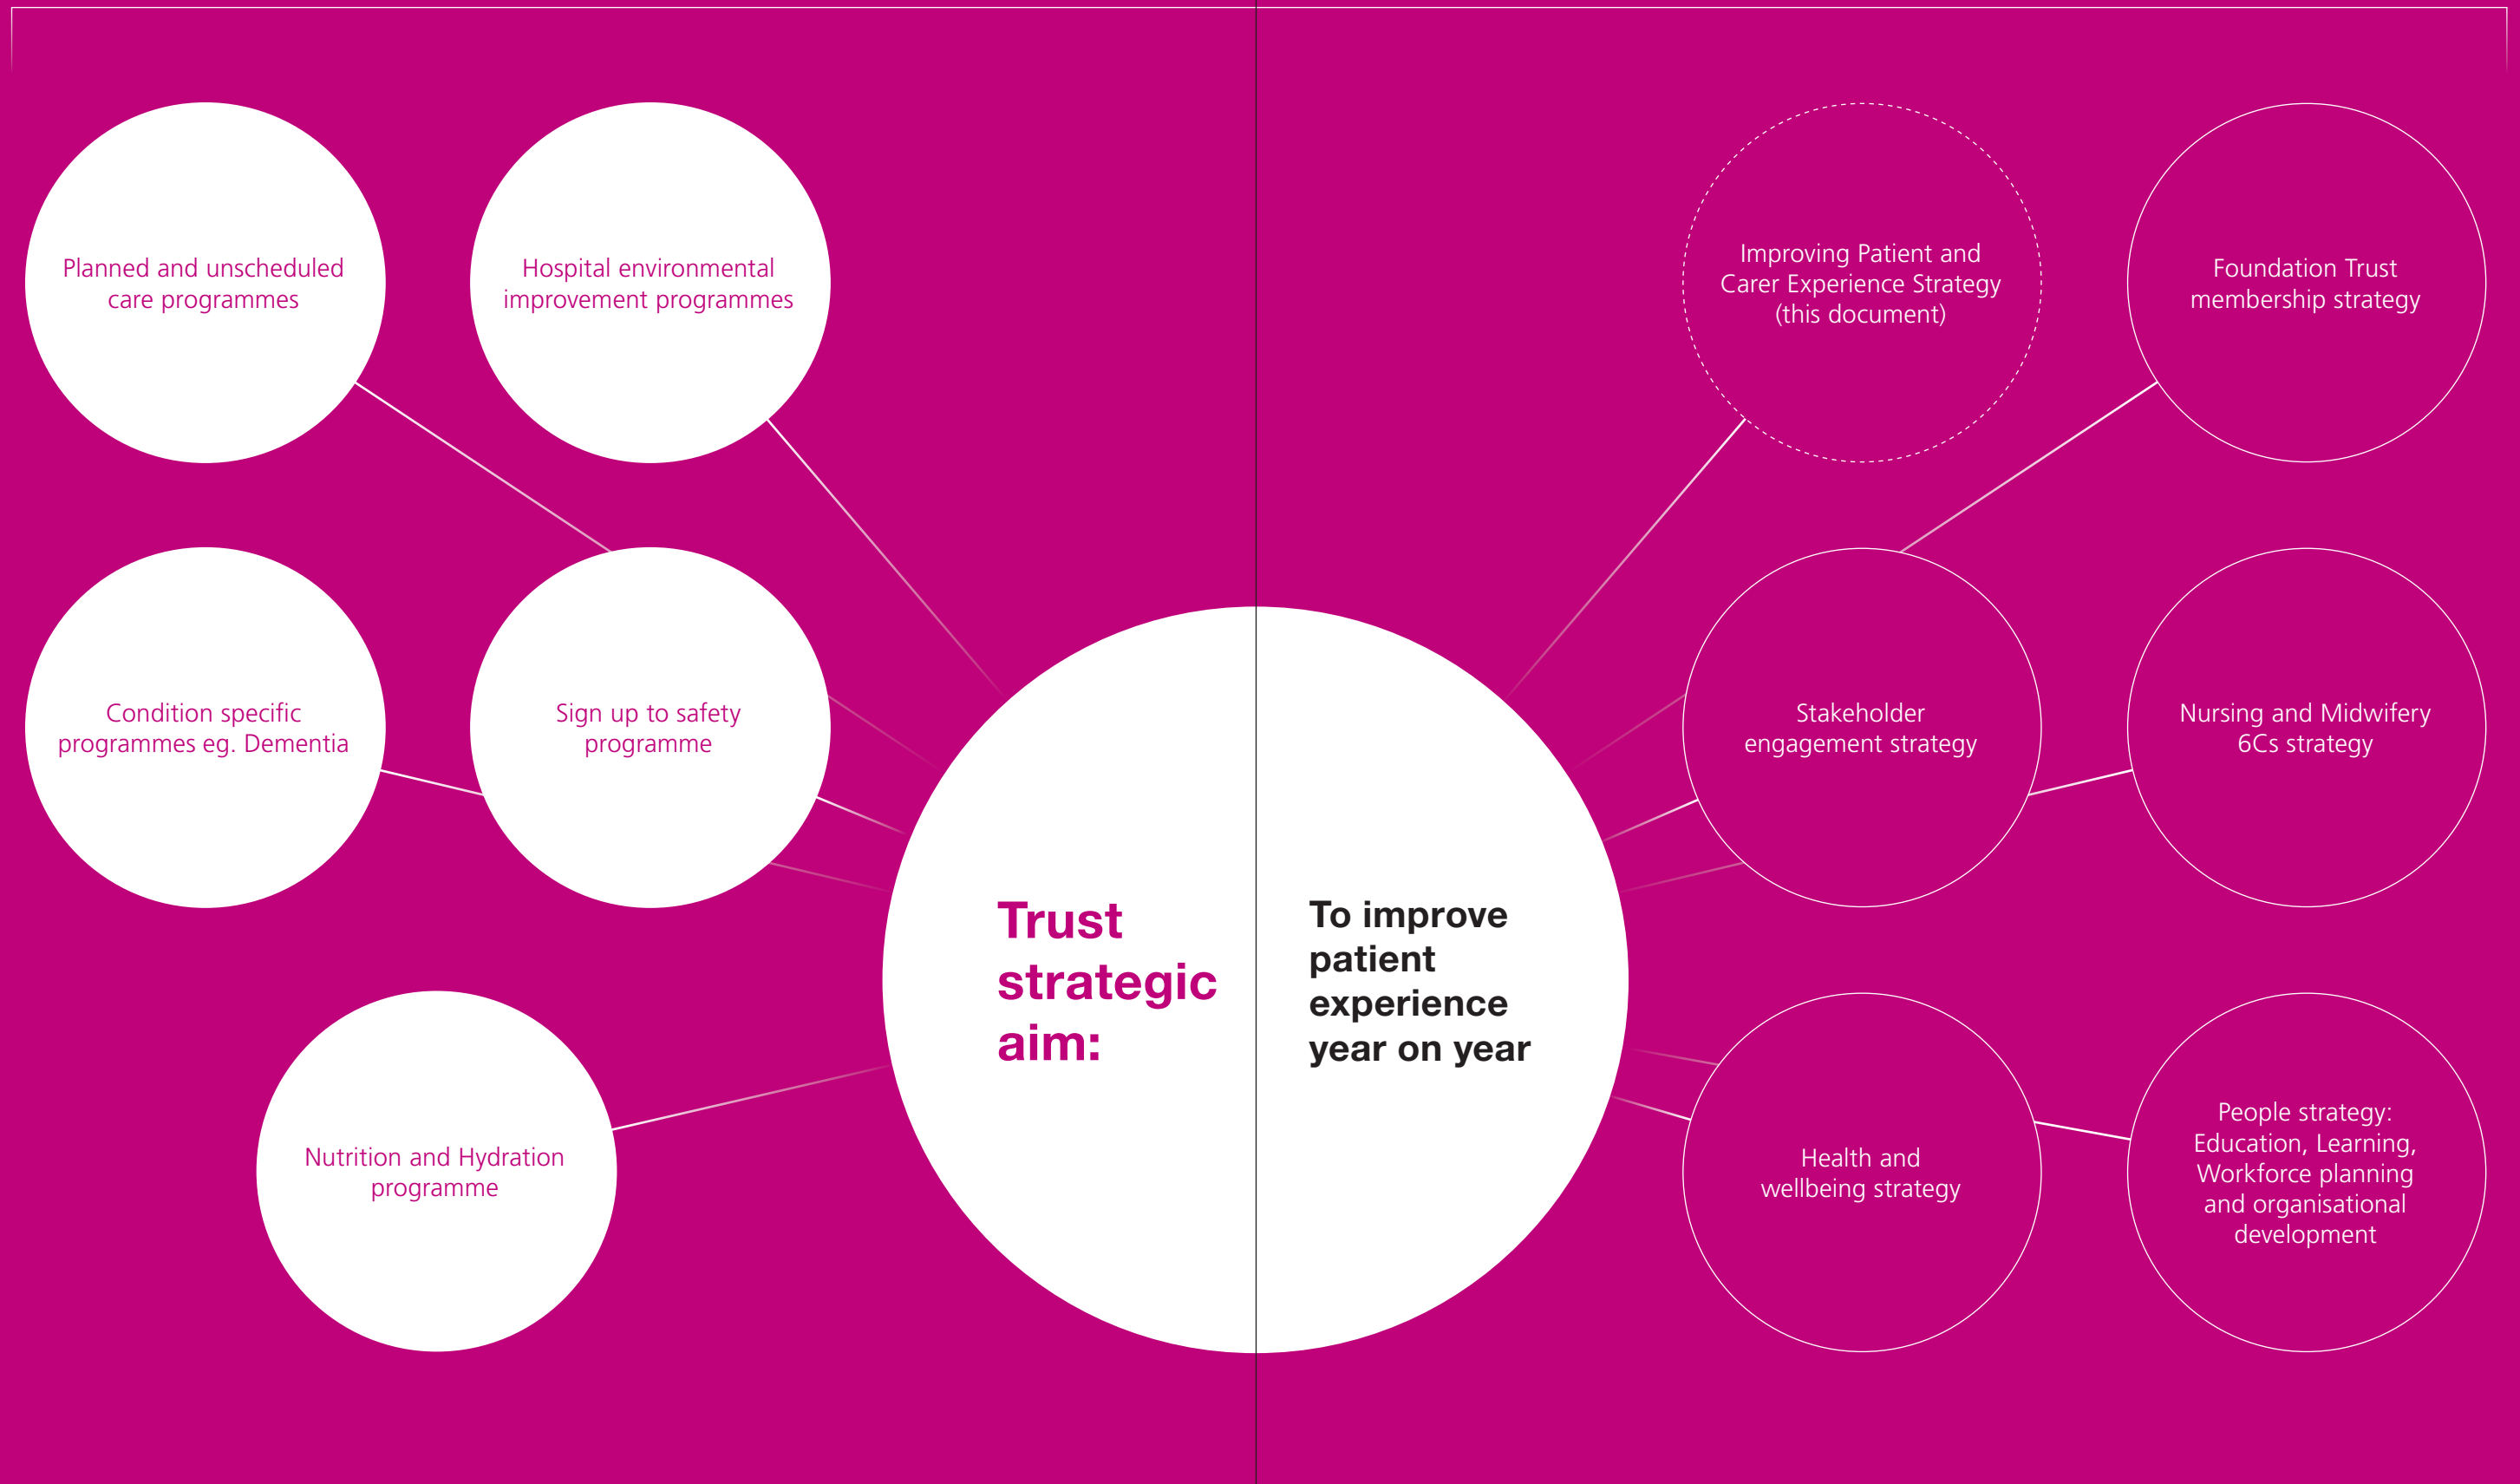 Planned and unscheduled
care programmes
Hospital environmental
improvement programmes
Condition specific
programmes eg. Dementia
Sign up to safety
programme
Nutrition and Hydration
programme
Trust
strategic
aim:
To improve
patient
experience
year on year
Improving Patient and
Carer Experience Strategy
(this document)
Foundation Trust
membership strategy
Stakeholder
engagement strategy
Nursing and Midwifery
6Cs strategy
Health and
wellbeing strategy
People strategy:
Education, Learning,
Workforce planning
and organisational
development